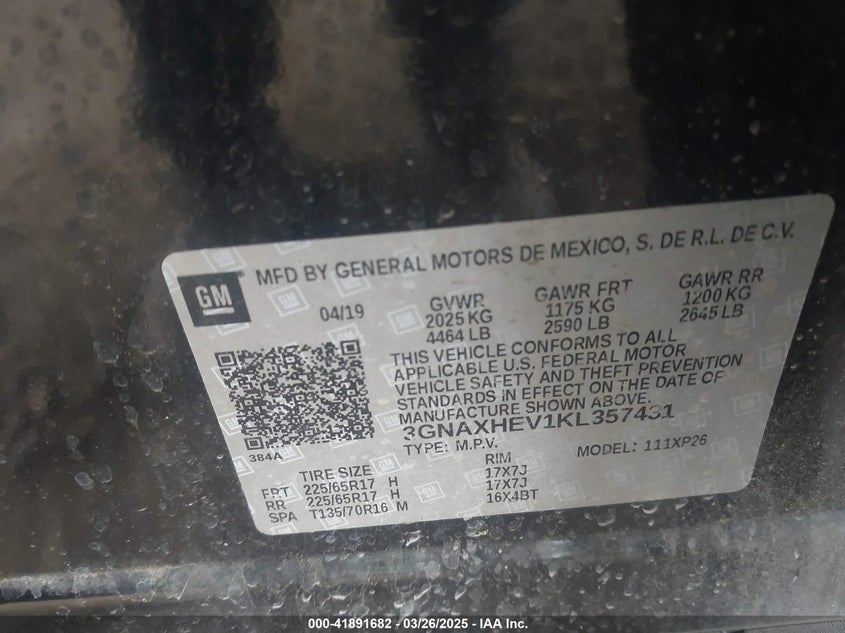 GM
MFD BY GENERAL MOTORS DE MEXICO, S. DE R.L. DE C.V.
04/19
GVWR
2025 KG
4464 LB
GAWR FRT
1175 KG
2590 LB
GAWR RR
1200 KG
2645 LB
THIS VEHICLE CONFORMS TO ALL
APPLICABLE U.S. FEDERAL MOTOR
VEHICLE SAFETY AND THEFT PREVENTION
STANDARDS IN EFFECT ON THE DATE OF
MANUFACTURE SHOWN ABOVE.
3GNAXHEV1KL357431
TYPE: M.P.V. MODEL: 111XP26
384A
TIRE SIZE RIM
FRT 225/65R17 H 17X7J
RR 225/65R17 H 17X7J
SPA T135/70R16 M 16X4BT
000-41891682 / 03/26/2025 - IAA Inc.